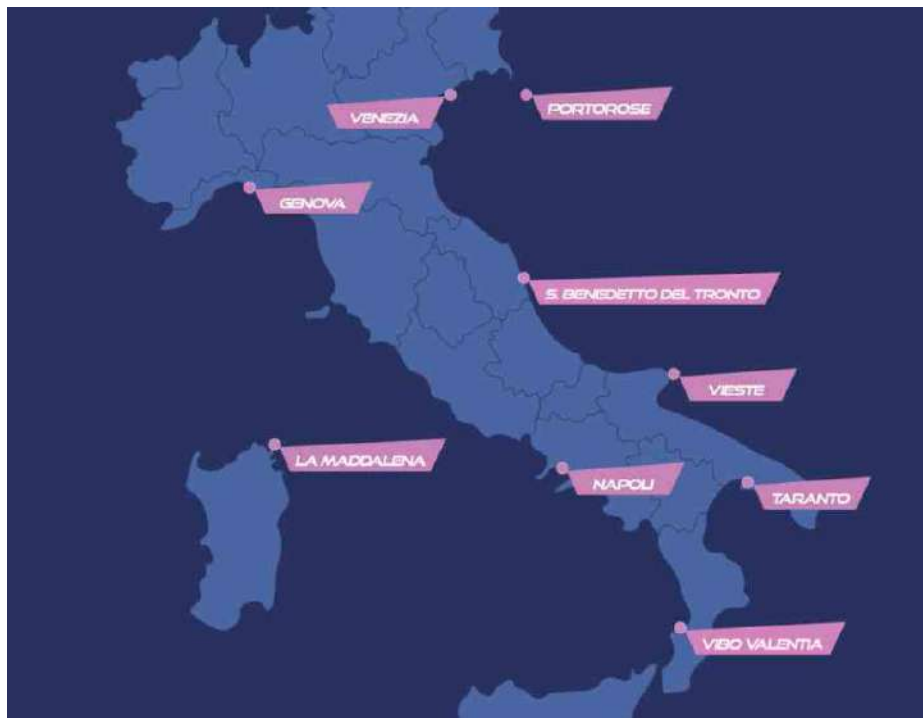 VENEZIA
PORTOROSE
GENOVA
S. BENEDETTO DEL TRONTO
VIESTE
LA MADDALENA
NAPOLI
TARANTO
VIBO VALENTIA